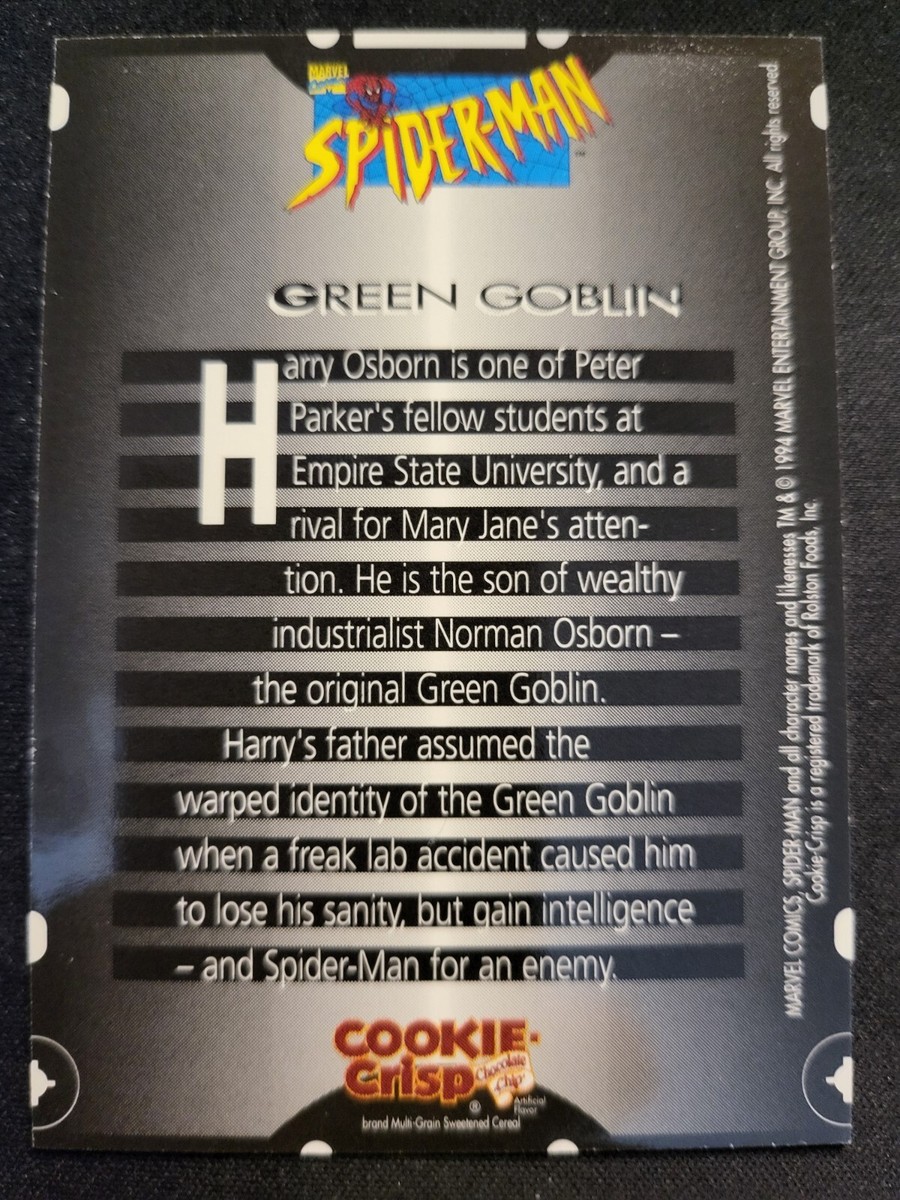 MARVEL
COMICS
SPIDER-MAN
TM
GREEN GOBLIN
Harry Osborn is one of Peter
Parker's fellow students at
Empire State University, and a
rival for Mary Jane's atten-
tion. He is the son of wealthy
industrialist Norman Osborn –
the original Green Goblin.
Harry's father assumed the
warped identity of the Green Goblin
when a freak lab accident caused him
to lose his sanity, but gain intelligence
– and Spider-Man for an enemy.
COOKIE-
Crisp
Chocolate
Chip
®
Artificial
Flavor
brand Multi-Grain Sweetened Cereal
MARVEL COMICS, SPIDER-MAN and all character names and likenesses TM & © 1994 MARVEL ENTERTAINMENT GROUP, INC. All rights reserved.
Cookie-Crisp is a registered trademark of Ralston Foods, Inc.